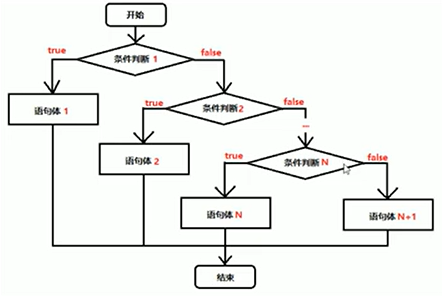 开始
true
条件判断 1
false
语句体 1
true
条件判断2
false
...
语句体 2
true
条件判断 N
false
语句体 N
语句体 N+1
结束